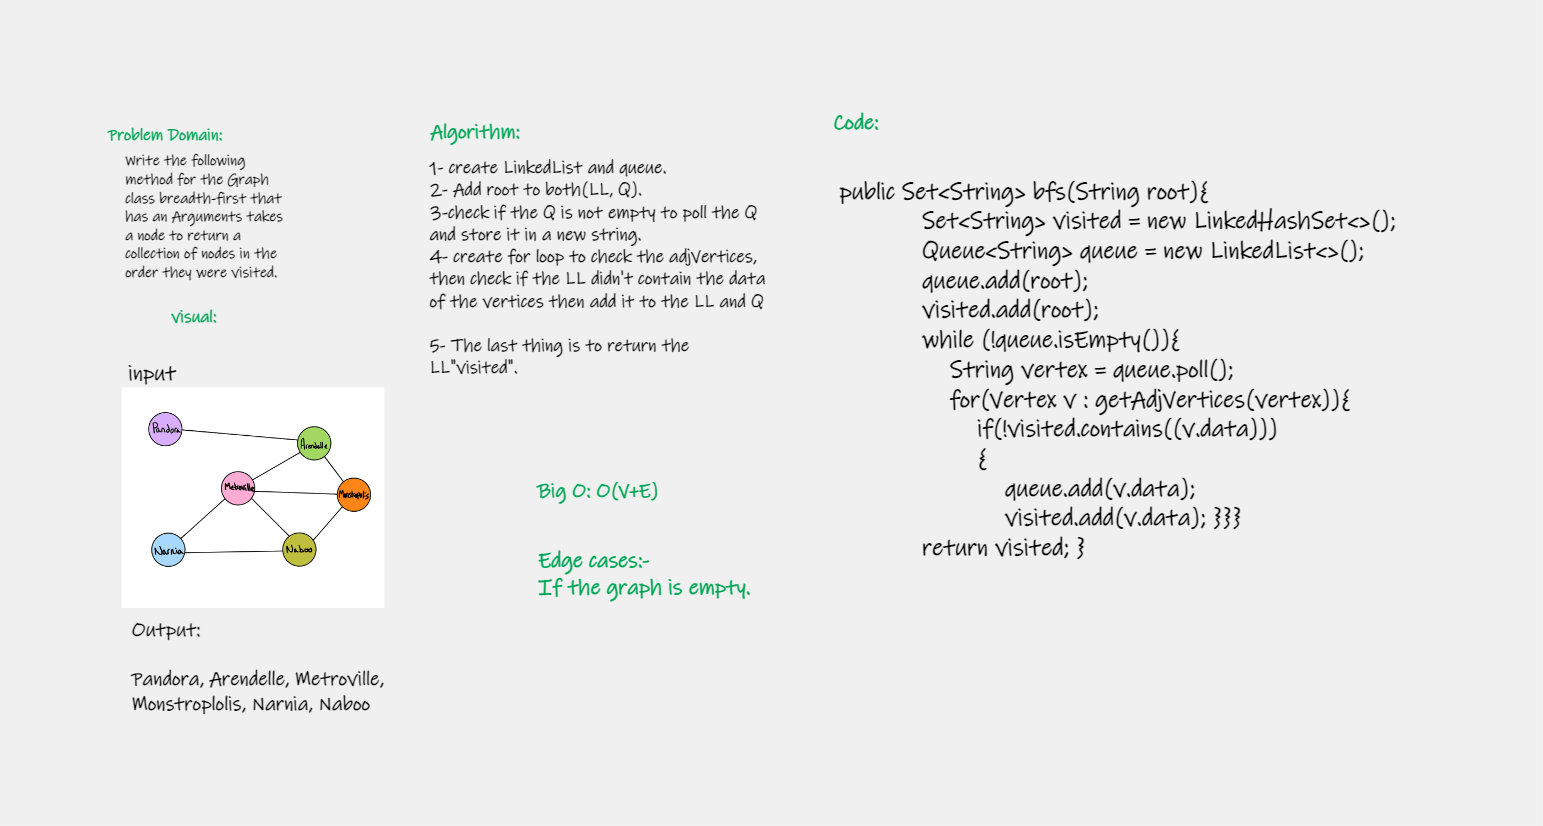 Problem Domain:
Write the following
method for the Graph
class breadth-first that
has an Arguments takes
a node to return a
collection of nodes in the
order they were visited.
visual:
input
Pandora
Arendelle
Metroville
Monstropolis
Narnia
Naboo
Output:
Pandora, Arendelle, Metroville,
Monstroplolis, Narnia, Naboo
Algorithm:
1- create LinkedList and queue.
2- Add root to both(LL, Q).
3-check if the Q is not empty to poll the Q
and store it in a new string.
4- create for loop to check the adjVertices,
then check if the LL didn't contain the data
of the vertices then add it to the LL and Q
5- The last thing is to return the
LL"visited".
Big O: O(V+E)
Edge cases:-
If the graph is empty.
Code:
public Set<String> bfs(String root){
Set<String> visited = new LinkedHashSet<>();
Queue<String> queue = new LinkedList<>();
queue.add(root);
visited.add(root);
while (!queue.isEmpty()){
String vertex = queue.poll();
for(Vertex v : getAdjVertices(vertex)){
if(!visited.contains((v.data)))
{
queue.add(v.data);
visited.add(v.data); }}}
return visited; }